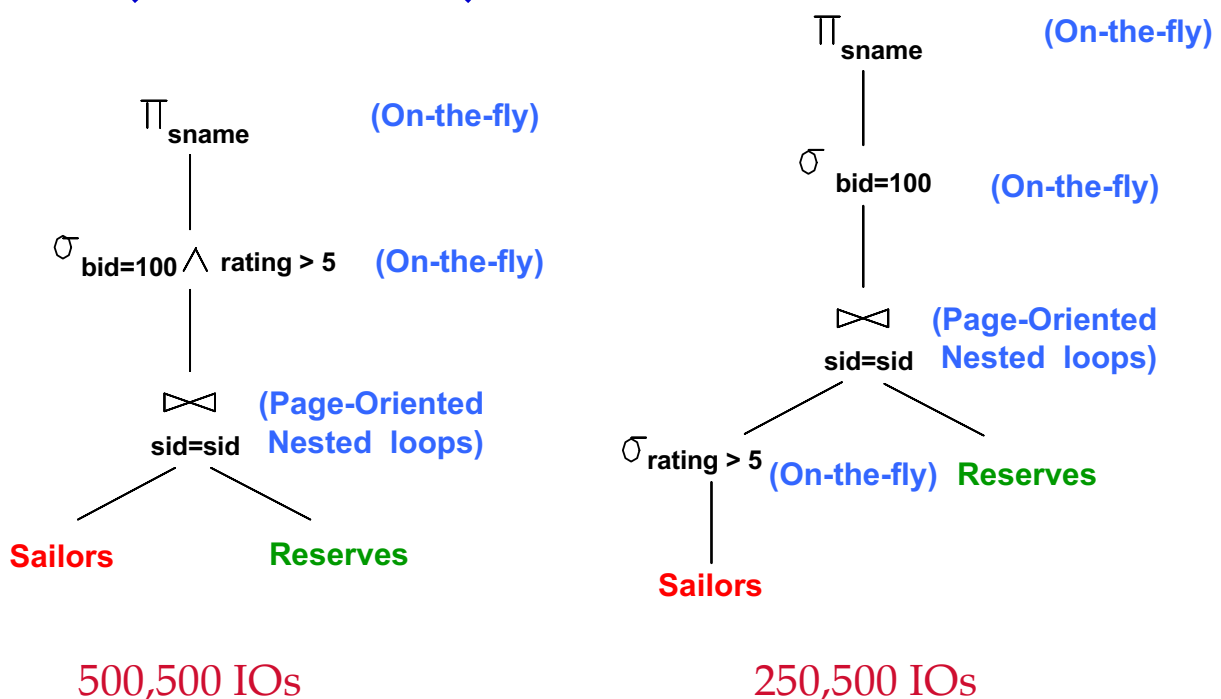 ∏ sname (On-the-fly)
σ bid=100 ∧ rating > 5 (On-the-fly)
⋈ (Page-Oriented
sid=sid Nested loops)
Sailors Reserves
500,500 IOs
∏ sname (On-the-fly)
σ bid=100 (On-the-fly)
⋈ (Page-Oriented
sid=sid Nested loops)
σ rating > 5 (On-the-fly) Reserves
Sailors
250,500 IOs